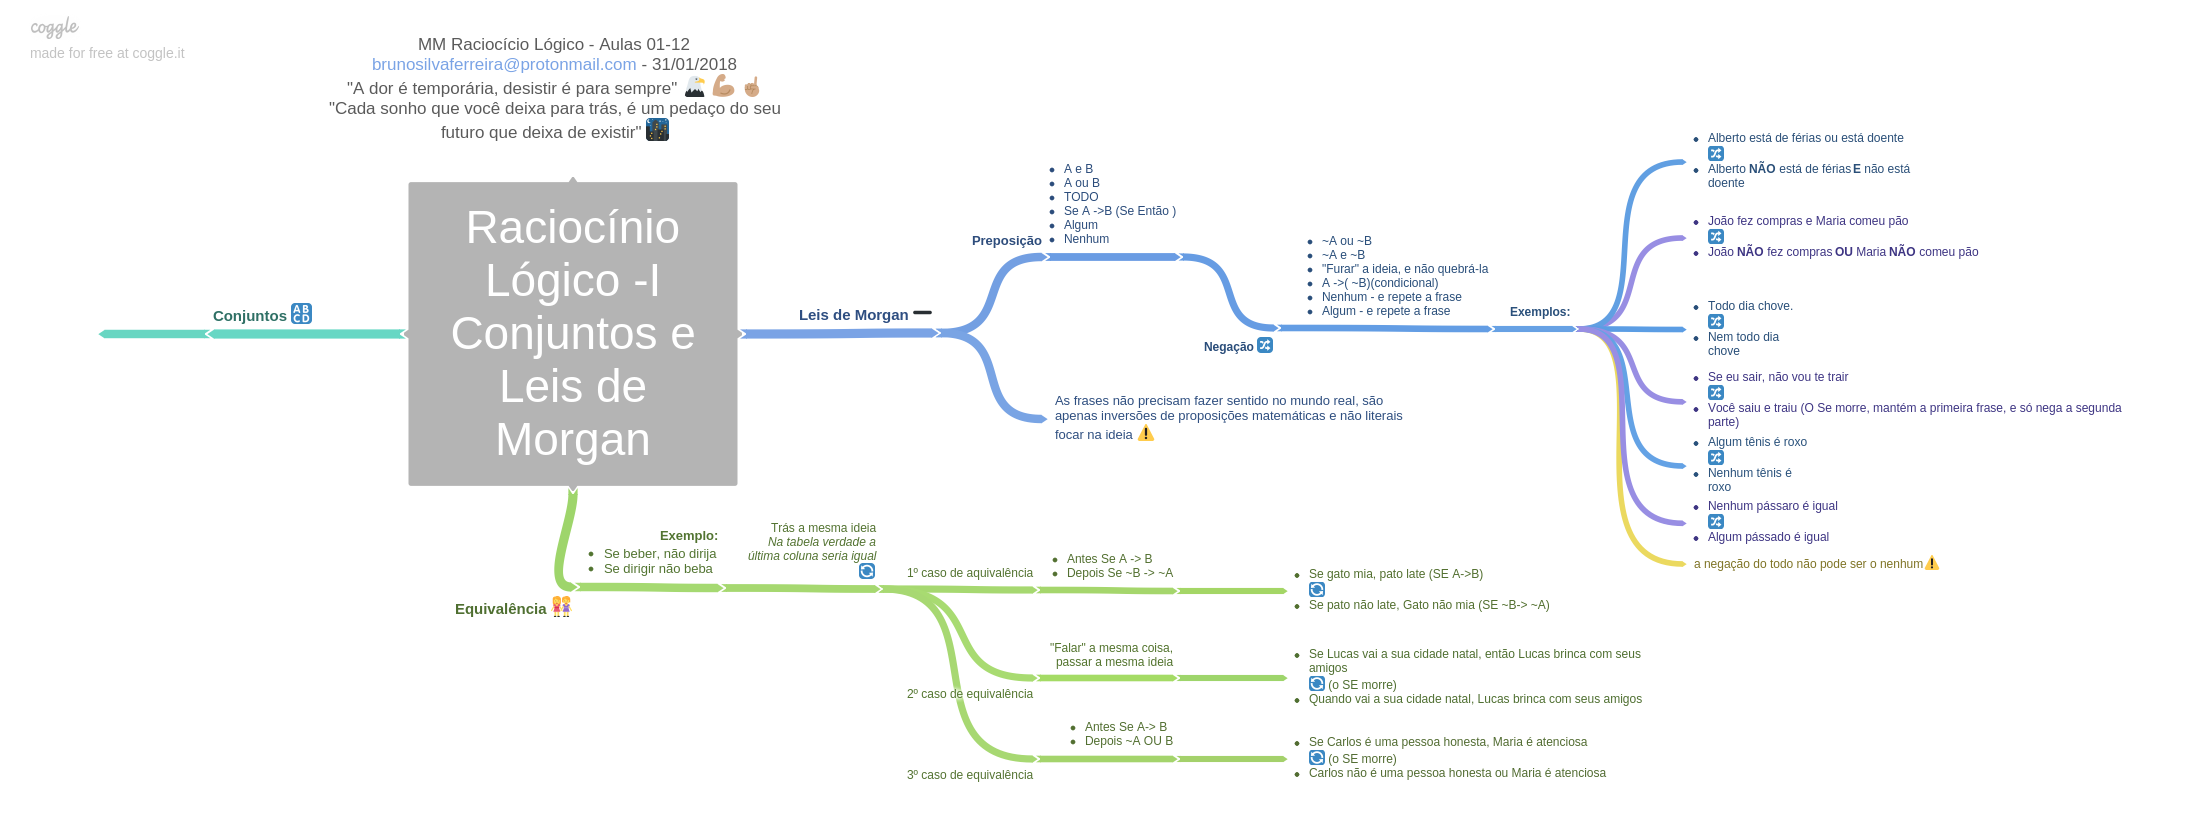 coggle
made for free at coggle.it
MM Raciocício Lógico - Aulas 01-12
brunosilvaferreira@protonmail.com - 31/01/2018
"A dor é temporária, desistir é para sempre"
"Cada sonho que você deixa para trás, é um pedaço do seu
futuro que deixa de existir"
Raciocínio
Lógico -I
Conjuntos e
Leis de
Morgan
Conjuntos
Leis de Morgan
Preposição
A e B
A ou B
TODO
Se A ->B (Se Então )
Algum
Nenhum
Negação
~A ou ~B
~A e ~B
"Furar" a ideia, e não quebrá-la
A ->( ~B)(condicional)
Nenhum - e repete a frase
Algum - e repete a frase
Exemplos:
Alberto está de férias ou está doente
Alberto NÃO está de férias E não está
doente
João fez compras e Maria comeu pão
João NÃO fez compras OU Maria NÃO comeu pão
Todo dia chove.
Nem todo dia
chove
Se eu sair, não vou te trair
Você saiu e traiu (O Se morre, mantém a primeira frase, e só nega a segunda
parte)
Algum tênis é roxo
Nenhum tênis é
roxo
Nenhum pássaro é igual
Algum pássado é igual
a negação do todo não pode ser o nenhum
As frases não precisam fazer sentido no mundo real, são
apenas inversões de proposições matemáticas e não literais
focar na ideia
Equivalência
Exemplo:
Se beber, não dirija
Se dirigir não beba
Trás a mesma ideia
Na tabela verdade a
última coluna seria igual
1º caso de aquivalência
Antes Se A -> B
Depois Se ~B -> ~A
Se gato mia, pato late (SE A->B)
Se pato não late, Gato não mia (SE ~B-> ~A)
2º caso de equivalência
"Falar" a mesma coisa,
passar a mesma ideia
Se Lucas vai a sua cidade natal, então Lucas brinca com seus
amigos
(o SE morre)
Quando vai a sua cidade natal, Lucas brinca com seus amigos
3º caso de equivalência
Antes Se A-> B
Depois ~A OU B
Se Carlos é uma pessoa honesta, Maria é atenciosa
(o SE morre)
Carlos não é uma pessoa honesta ou Maria é atenciosa